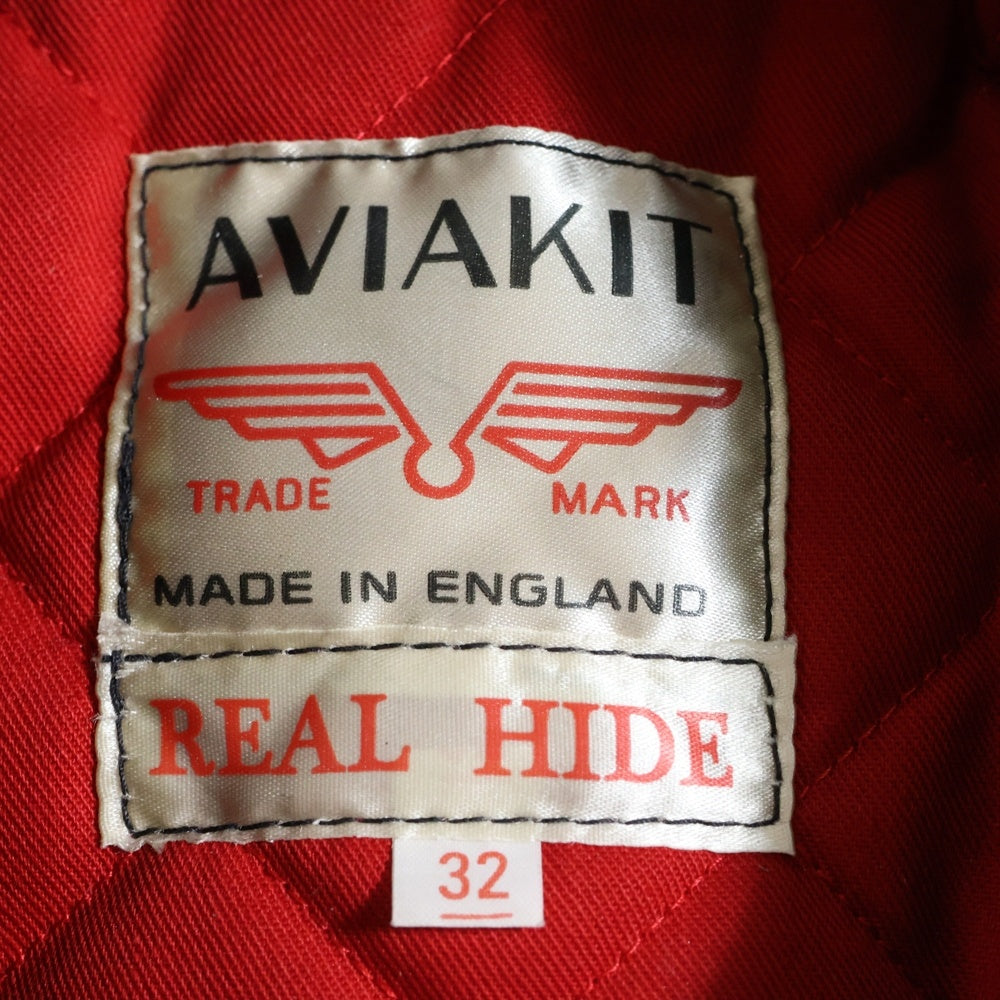 AVIAKIT
TRADE MARK
MADE IN ENGLAND
REAL HIDE
32